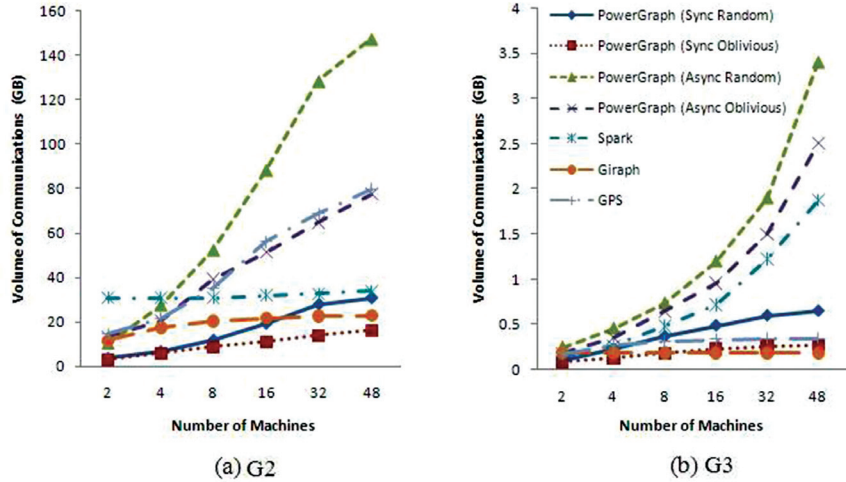 160
140
120
100
80
60
40
20
0
Volume of Communications (GB)
2 4 8 16 32 48
Number of Machines
(a) G2
4
3.5
3
2.5
2
1.5
1
0.5
0
Volume of Communications (GB)
PowerGraph (Sync Random)
PowerGraph (Sync Oblivious)
PowerGraph (Async Random)
PowerGraph (Async Oblivious)
Spark
Giraph
GPS
2 4 8 16 32 48
Number of Machines
(b) G3